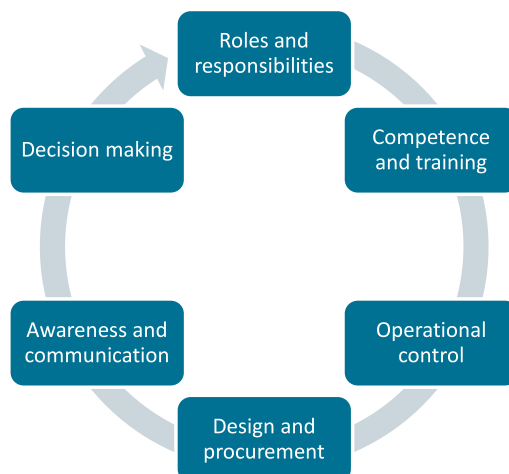 Roles and
responsibilities
Competence
and training
Operational
control
Design and
procurement
Awareness and
communication
Decision making